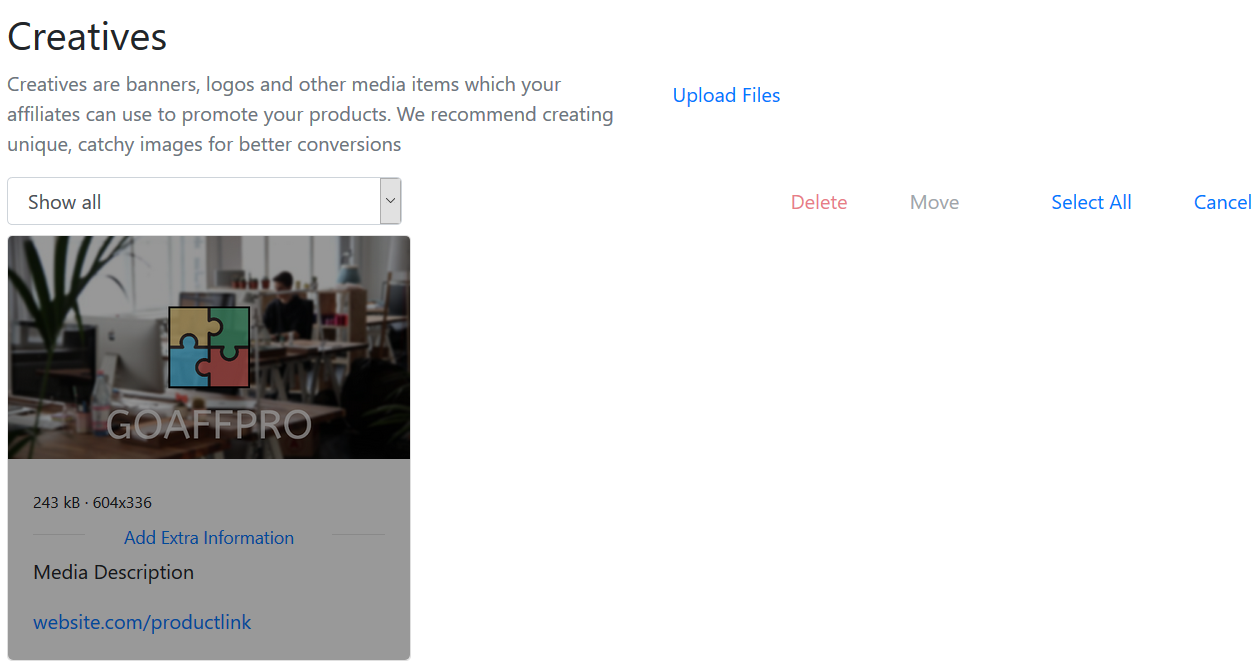 Creatives
Creatives are banners, logos and other media items which your
affiliates can use to promote your products. We recommend creating
unique, catchy images for better conversions
Upload Files
Show all
Delete
Move
Select All
Cancel
GOAFFPRO
243 kB · 604x336
Add Extra Information
Media Description
website.com/productlink